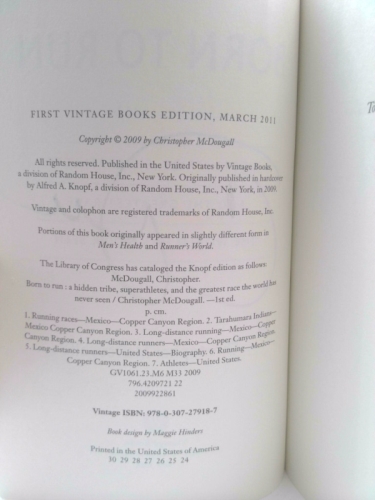 FIRST VINTAGE BOOKS EDITION, MARCH 2011
Copyright © 2009 by Christopher McDougall
All rights reserved. Published in the United States by Vintage Books,
a division of Random House, Inc., New York. Originally published in hardcover
by Alfred A. Knopf, a division of Random House, Inc., New York, in 2009.
Vintage and colophon are registered trademarks of Random House, Inc.
Portions of this book originally appeared in slightly different form in
Men's Health and Runner's World.
The Library of Congress has cataloged the Knopf edition as follows:
McDougall, Christopher.
Born to run : a hidden tribe, superathletes, and the greatest race the world has
never seen / Christopher McDougall. —1st ed.
p. cm.
1. Running races—Mexico—Copper Canyon Region. 2. Tarahumara Indians—
Mexico Copper Canyon Region. 3. Long-distance running—Mexico—Copper
Canyon Region. 4. Long-distance runners—Mexico—Copper Canyon Region.
5. Long-distance runners—United States—Biography. 6. Running—Mexico—
Copper Canyon Region. 7. Athletes—United States.
GV1061.23.M6 M33 2009
796.4209721 22
2009922861
Vintage ISBN: 978-0-307-27918-7
Book design by Maggie Hinders
Printed in the United States of America
30 29 28 27 26 25 24